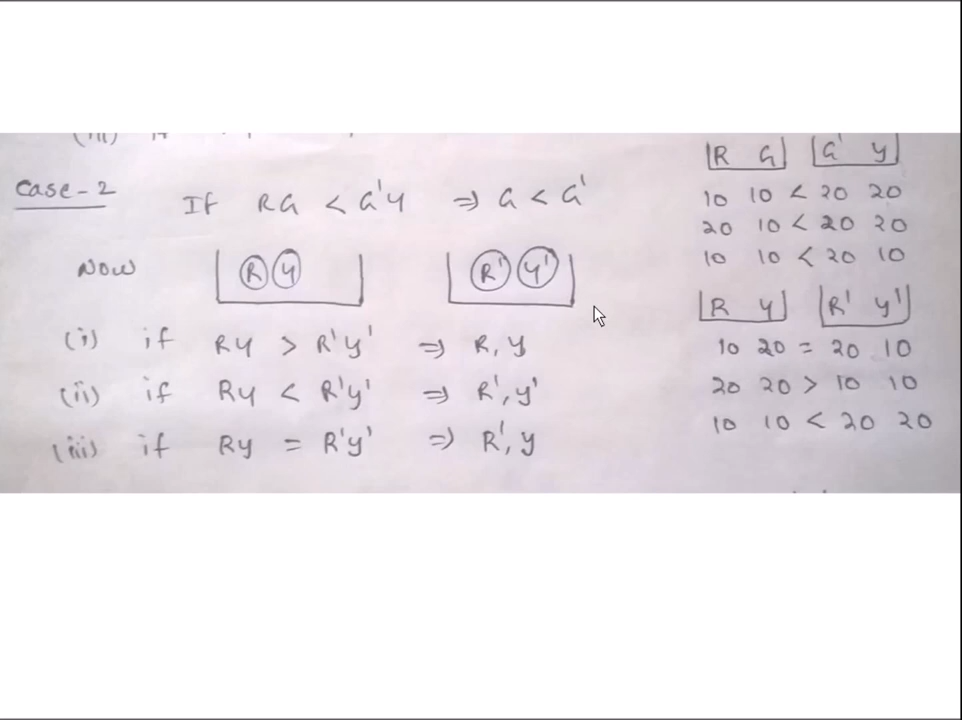 Case-2
If RG < G'Y ⇒ G < G'
Now
R Y R' Y'
(i) if RY > R'Y' ⇒ R, Y
(ii) if RY < R'Y' ⇒ R', Y'
(iii) if RY = R'Y' ⇒ R', Y
R G G' Y
10 10 < 20 20
20 10 < 20 20
10 10 < 20 10
R Y R' Y'
10 20 = 20 10
20 20 > 10 10
10 10 < 20 20